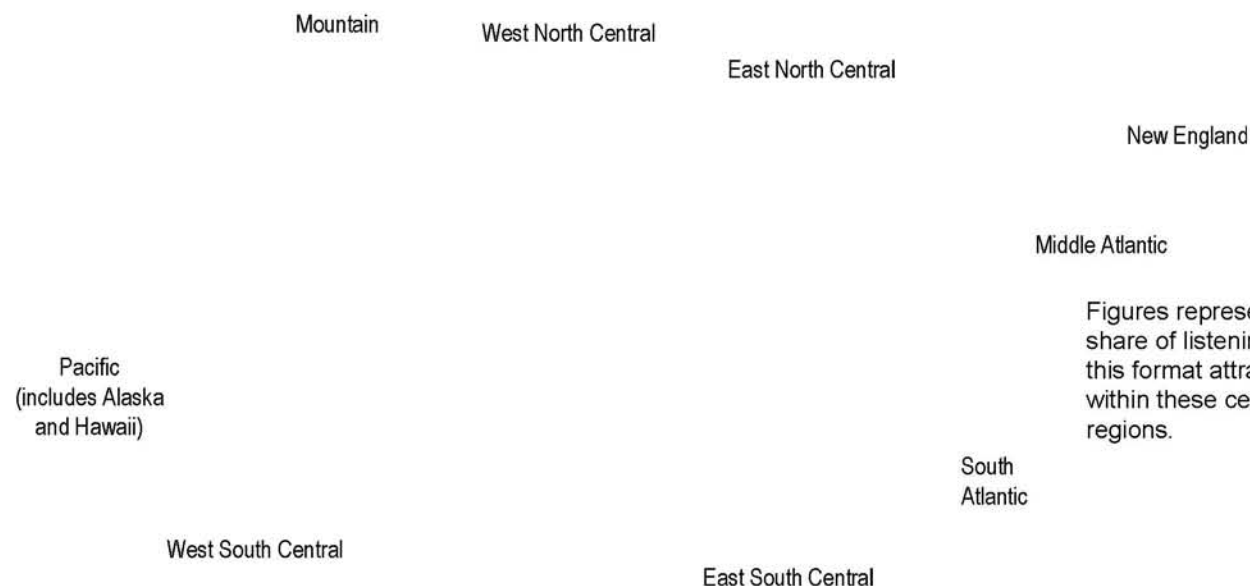 Mountain
West North Central
East North Central
New England
Middle Atlantic
Figures represe
share of listenin
this format attra
within these ce
regions.
Pacific
(includes Alaska
and Hawaii)
South
Atlantic
West South Central
East South Central